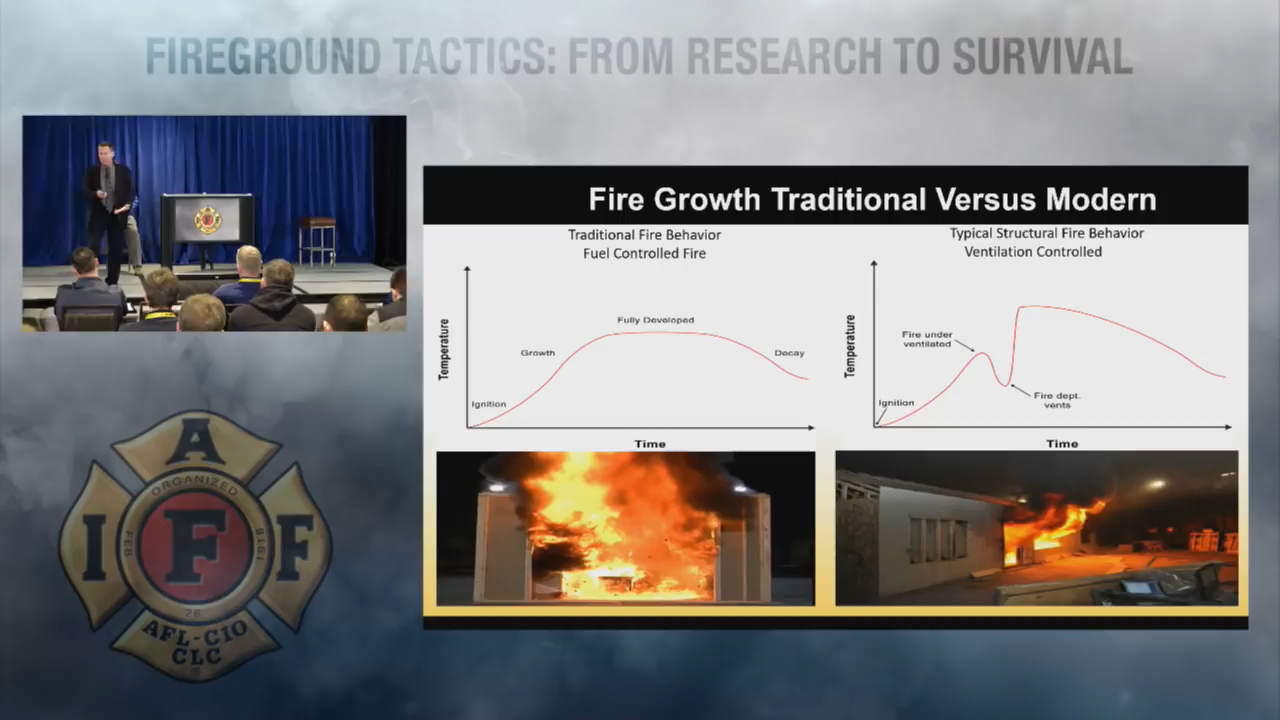 FIREGROUND TACTICS: FROM RESEARCH TO SURVIVAL
Fire Growth Traditional Versus Modern
Traditional Fire Behavior
Fuel Controlled Fire
Temperature
Ignition
Growth
Fully Developed
Decay
Time
Typical Structural Fire Behavior
Ventilation Controlled
Temperature
Ignition
Fire under
ventilated
Fire dept.
vents
Time
ORGANIZED
FEB
28
1918
I A F F
F
AFL-CIO
CLC